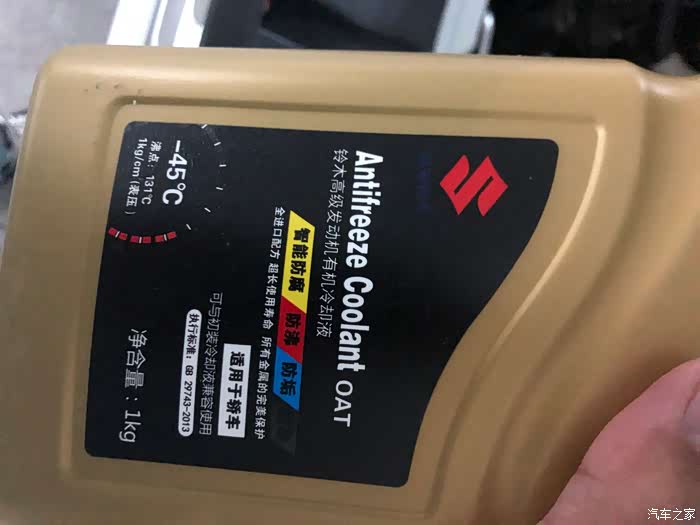 Antifreeze Coolant OAT
铃木高级发动机有机冷却液
智能防腐 防沸 防垢
全进口配方 超长使用寿命 所有金属的完美保护
-45℃
沸点：131℃
1kg/cm (表压)
适用于轿车
可与初装冷却液兼容使用
执行标准：GB 29743-2013
净含量：1kg
汽车之家